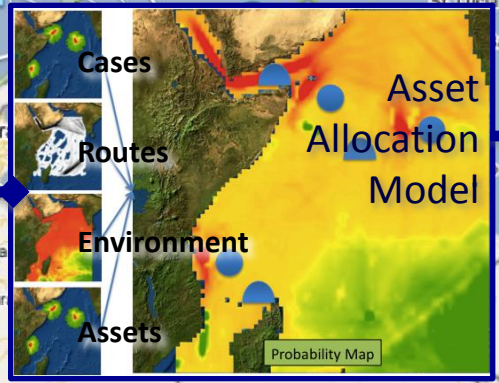 Cases
Routes
Environment
Assets
Asset
Allocation
Model
Probability Map